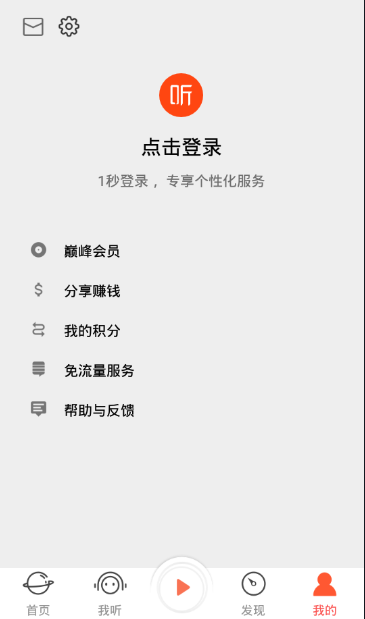 听
点击登录
1秒登录，专享个性化服务
巅峰会员
分享赚钱
我的积分
免流量服务
帮助与反馈
首页
我听
发现
我的